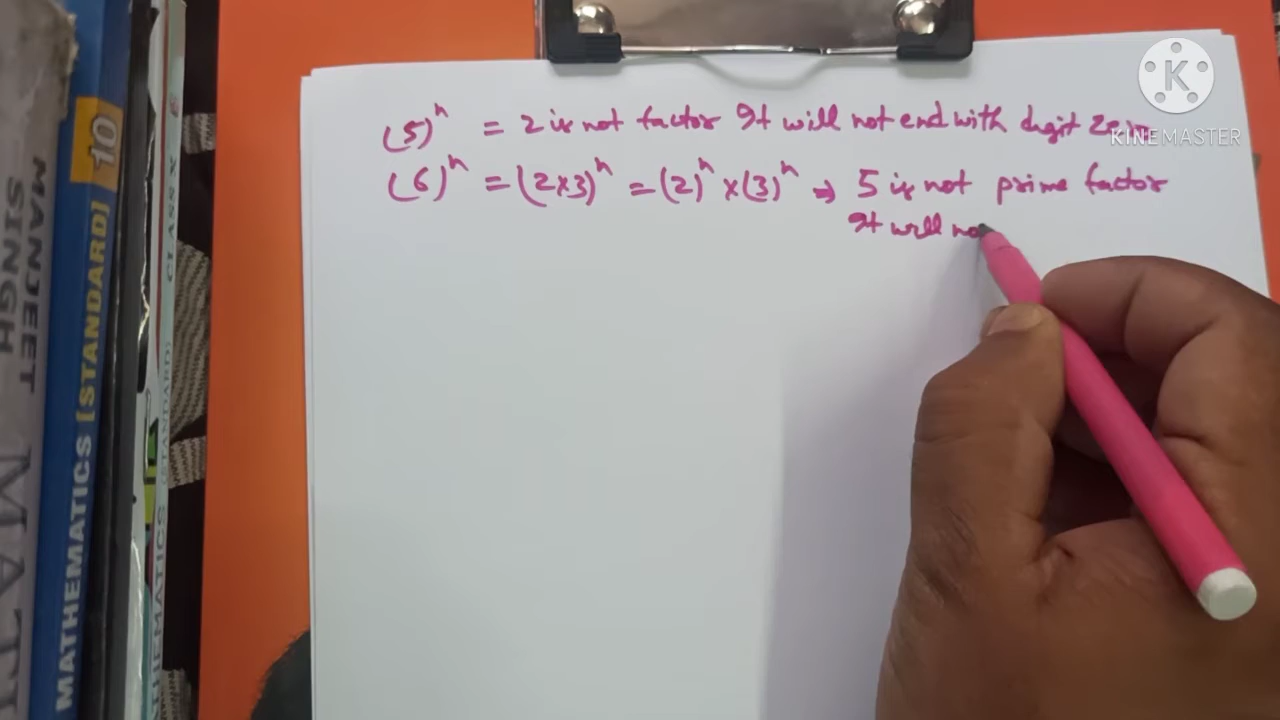 (5)^n = 2 is not factor It will not end with digit Zero
(6)^n = (2×3)^n = (2)^n × (3)^n → 5 is not prime factor
It will no
K
KINEMASTER
MANJEET
SINGH
MATHEMATICS [STANDARD] 10
CLASS X